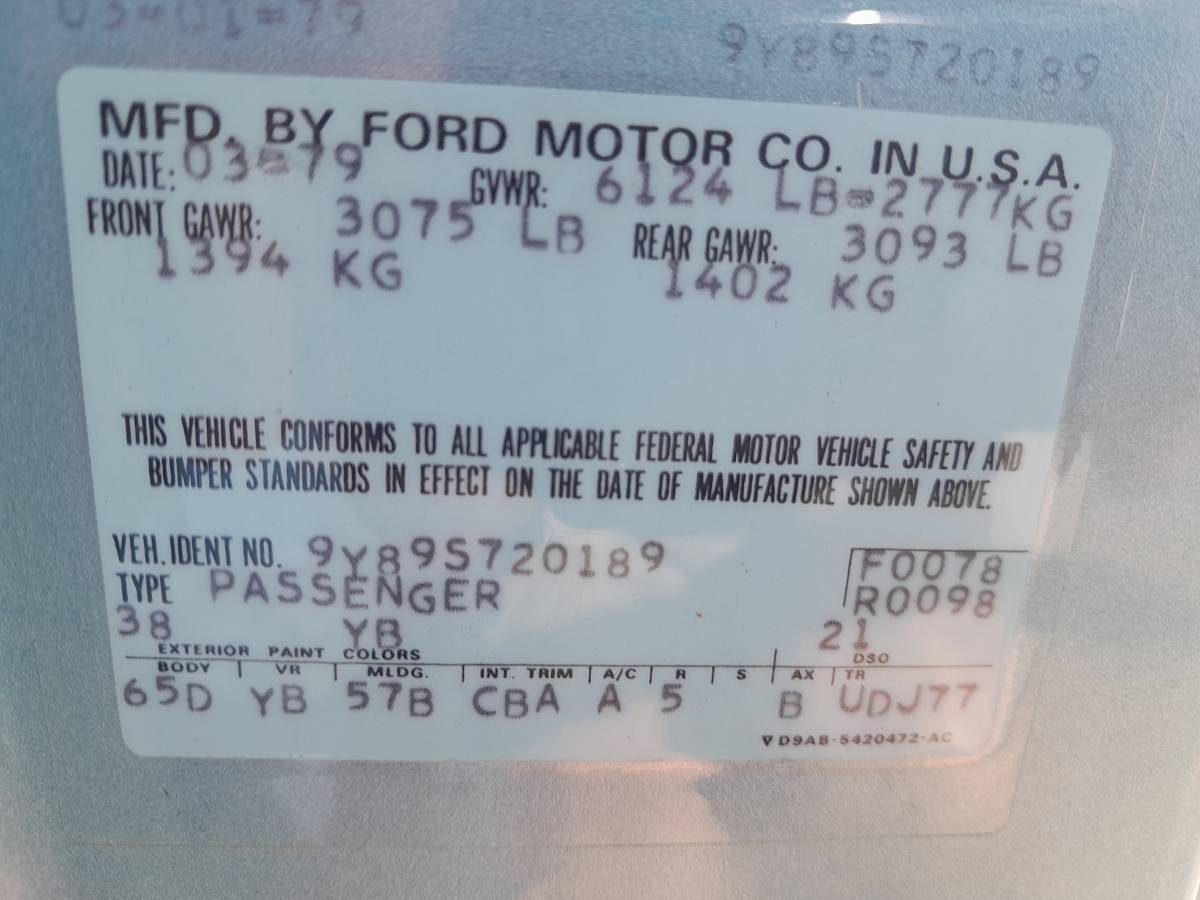 03-01-79
9Y89S720189
MFD. BY FORD MOTOR CO. IN U.S.A.
DATE: 03-79 GVWR: 6124 LB-2777KG
FRONT GAWR: 3075 LB REAR GAWR: 3093 LB
1394 KG 1402 KG
THIS VEHICLE CONFORMS TO ALL APPLICABLE FEDERAL MOTOR VEHICLE SAFETY AND
BUMPER STANDARDS IN EFFECT ON THE DATE OF MANUFACTURE SHOWN ABOVE.
VEH. IDENT NO. 9Y89S720189 F0078
TYPE PASSENGER R0098
38 YB 21
EXTERIOR PAINT COLORS DSO
BODY VR MLDG. INT. TRIM A/C R S AX TR
65D YB 57B CBA A 5 B UDJ77
D9AB-5420472-AC